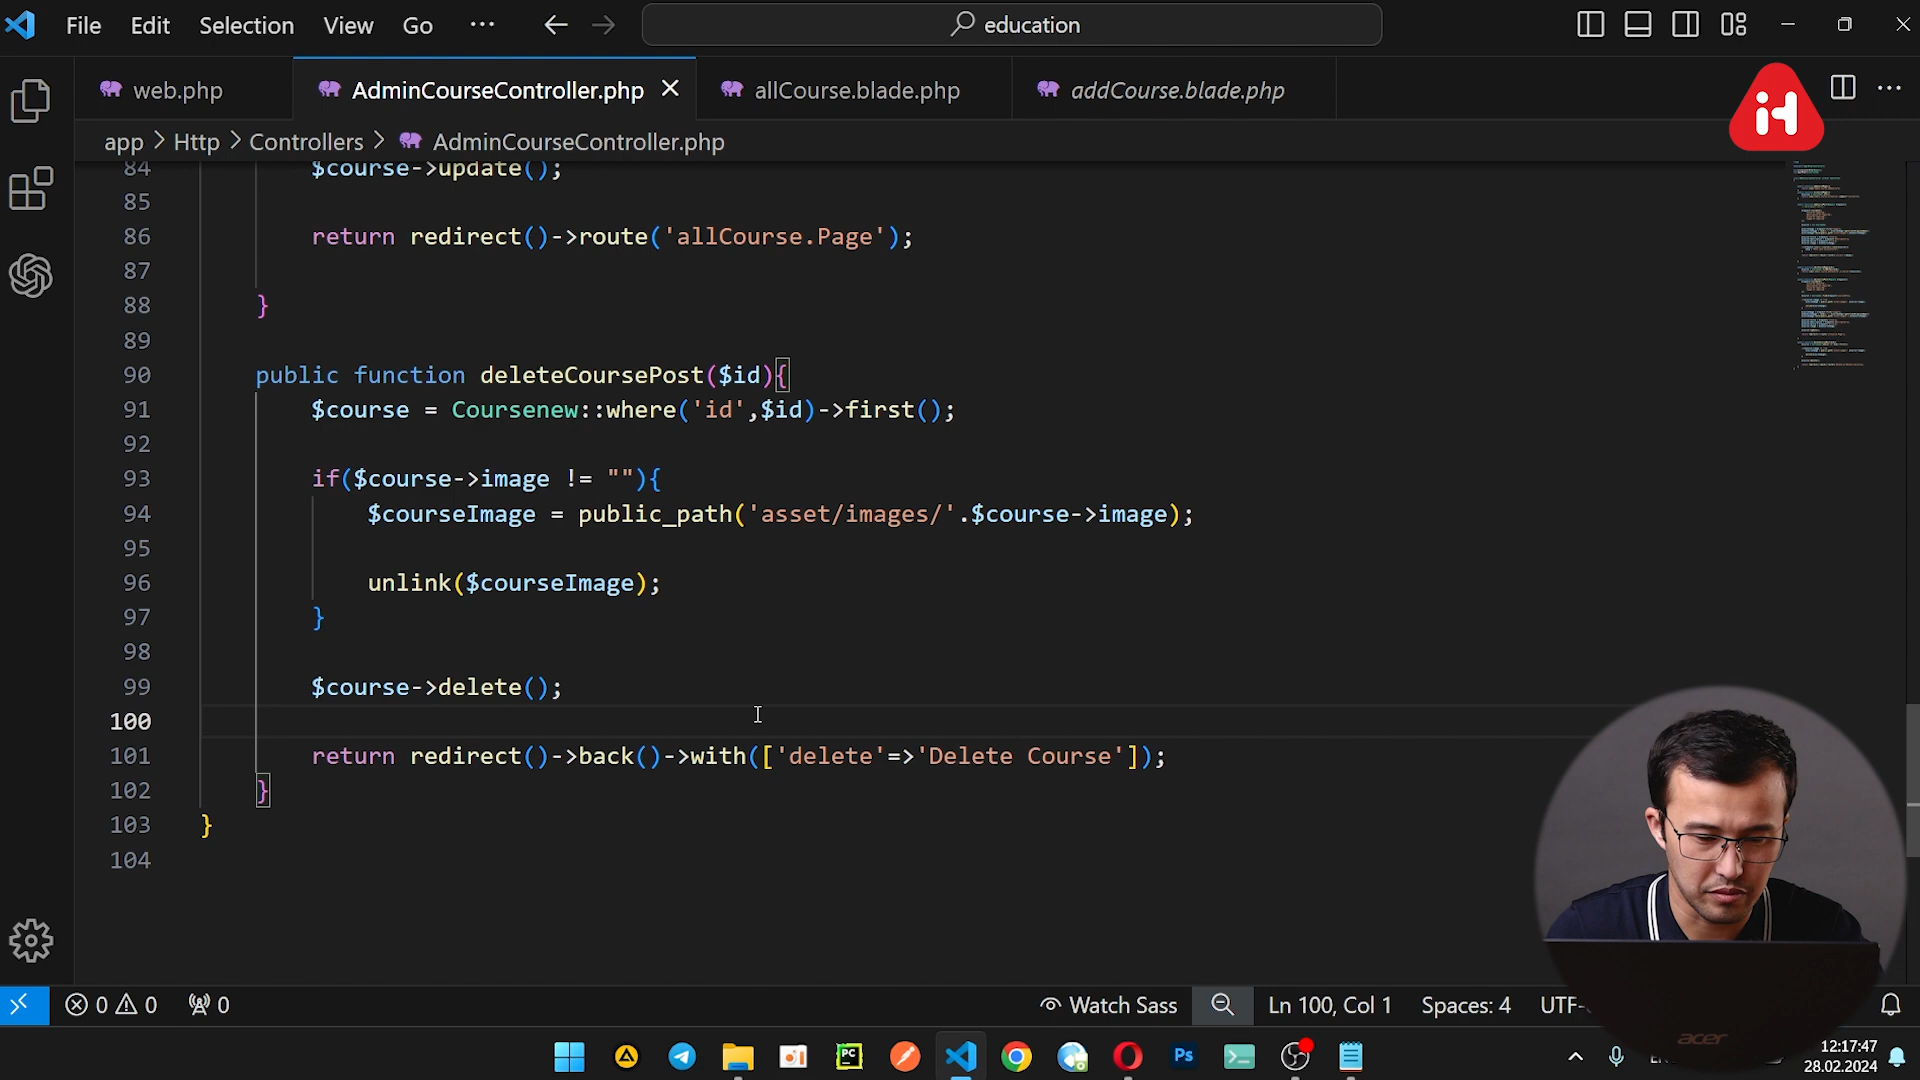 File Edit Selection View Go ··· education
web.php AdminCourseController.php allCourse.blade.php addCourse.blade.php
app > Http > Controllers > AdminCourseController.php
84 $course->update();
85
86 return redirect()->route('allCourse.Page');
87
88 }
89
90 public function deleteCoursePost($id){
91 $course = Coursenew::where('id',$id)->first();
92
93 if($course->image != ""){
94 $courseImage = public_path('asset/images/'.$course->image);
95
96 unlink($courseImage);
97 }
98
99 $course->delete();
100
101 return redirect()->back()->with(['delete'=>'Delete Course']);
102 }
103 }
104
0 0 0 Watch Sass Ln 100, Col 1 Spaces: 4 UTF-
acer
PC Ps 12:17:47
28.02.2024